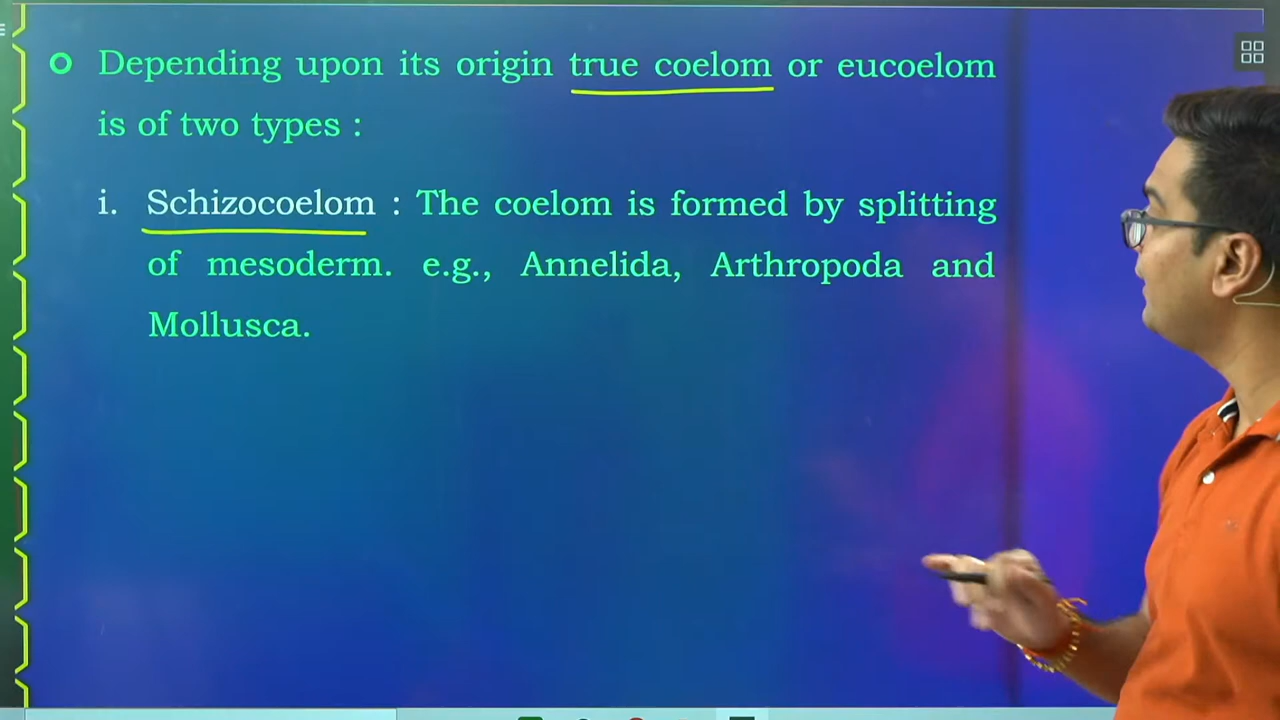 Depending upon its origin true coelom or eucoelom
is of two types :
i. Schizocoelom : The coelom is formed by splitting
of mesoderm. e.g., Annelida, Arthropoda and
Mollusca.